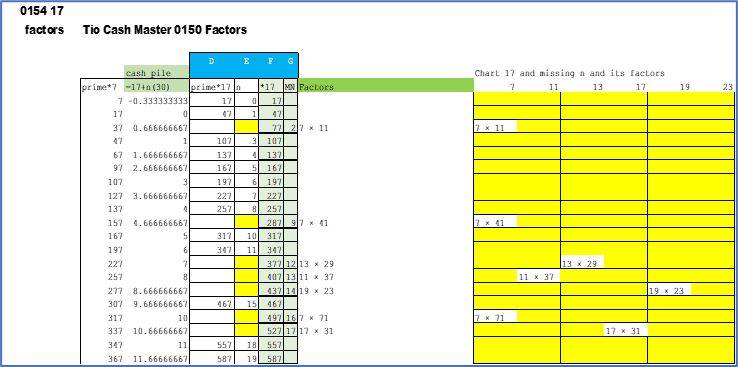 0154 17
factors Tio Cash Master 0150 Factors
D E F G
cash pile Chart 17 and missing n and its factors
prime*7 =17+n(30) prime*17 n *17 MN Factors 7 11 13 17 19 23
7 -0.333333333 17 0 17
17 0 47 1 47
37 0.666666667 77 2 7 × 11 7 × 11
47 1 107 3 107
67 1.666666667 137 4 137
97 2.666666667 167 5 167
107 3 197 6 197
127 3.666666667 227 7 227
137 4 257 8 257
157 4.666666667 287 9 7 × 41 7 × 41
167 5 317 10 317
197 6 347 11 347
227 7 377 12 13 × 29 13 × 29
257 8 407 13 11 × 37 11 × 37
277 8.666666667 437 14 19 × 23 19 × 23
307 9.666666667 467 15 467
317 10 497 16 7 × 71 7 × 71
337 10.66666667 527 17 17 × 31 17 × 31
347 11 557 18 557
367 11.66666667 587 19 587